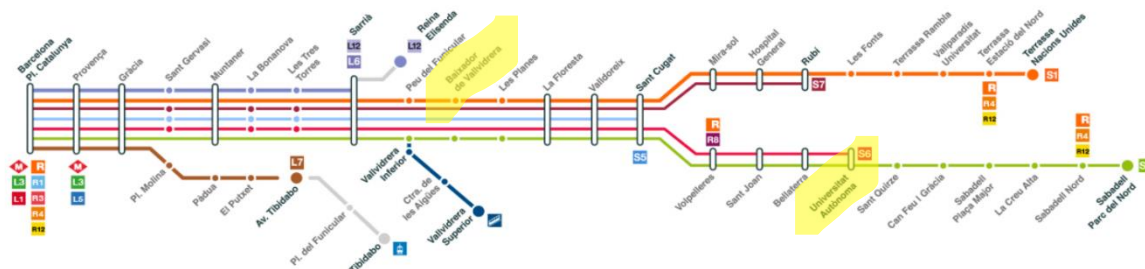 Barcelona
Pl. Catalunya
Provença
Gràcia
Sant Gervasi
Muntaner
La Bonanova
Les Tres
Torres
Sarrià
L12
L6
Reina
Elisenda
L12
Peu del Funicular
Baixador
de Vallvidrera
Les Planes
La Floresta
Valldoreix
Sant Cugat
Mira-sol
Hospital
General
Rubí
S7
Les Fonts
Terrassa Rambla
Vallparadís
Universitat
Terrassa
Estació del Nord
Terrassa
Nacions Unides
S1
R
R4
R12
M
L3
L1
R
R1
R3
R4
R12
M
L3
L5
Pl. Molina
Pàdua
El Putxet
L7
Av. Tibidabo
Pl. del Funicular
Tibidabo
Vallvidrera
Inferior
Ctra. de
les Aigües
Vallvidrera
Superior
S5
R
R8
Volpelleres
Sant Joan
Bellaterra
Universitat
Autònoma
S6
Sant Quirze
Can Feu i Gràcia
Sabadell
Plaça Major
La Creu Alta
Sabadell Nord
R
R4
R12
Sabadell
Parc del Nord